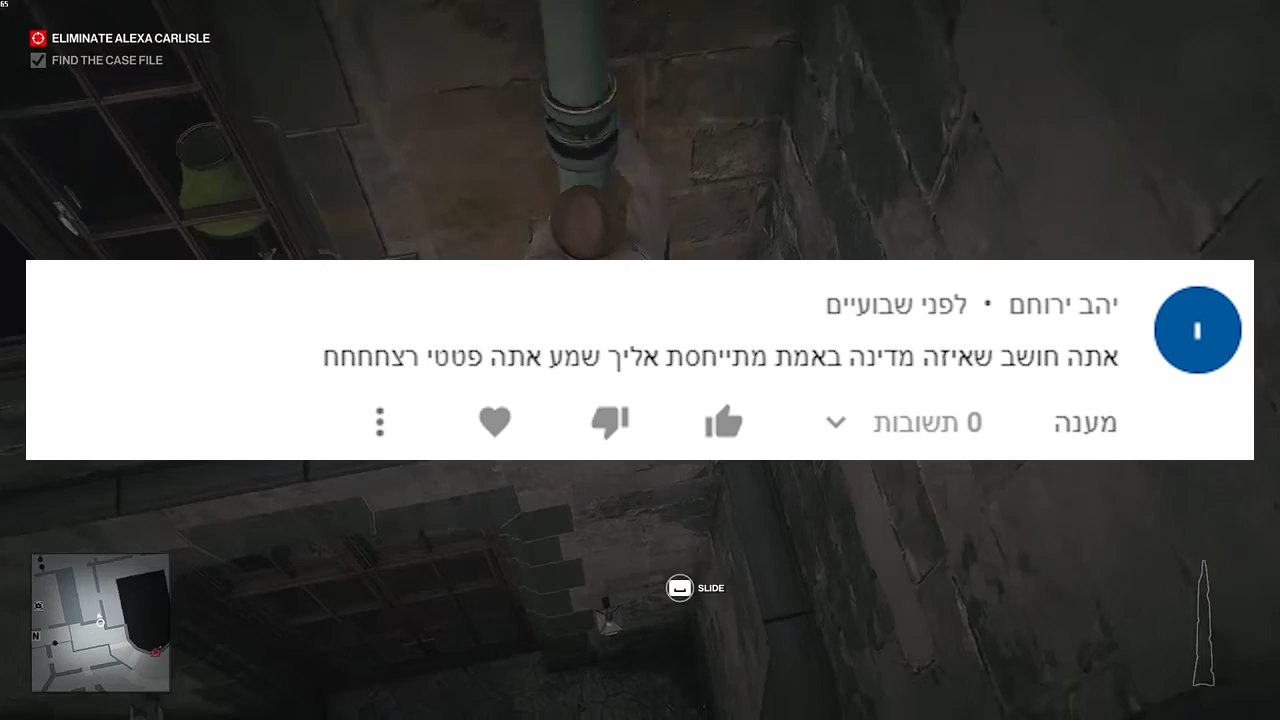 65
ELIMINATE ALEXA CARLISLE
FIND THE CASE FILE
יהב ירוחם • לפני שבועיים
אתה חושב שאיזה מדינה באמת מתייחסת אליך שמע אתה פטטי רצחחחח
מענה 0 תשובות
SLIDE
N